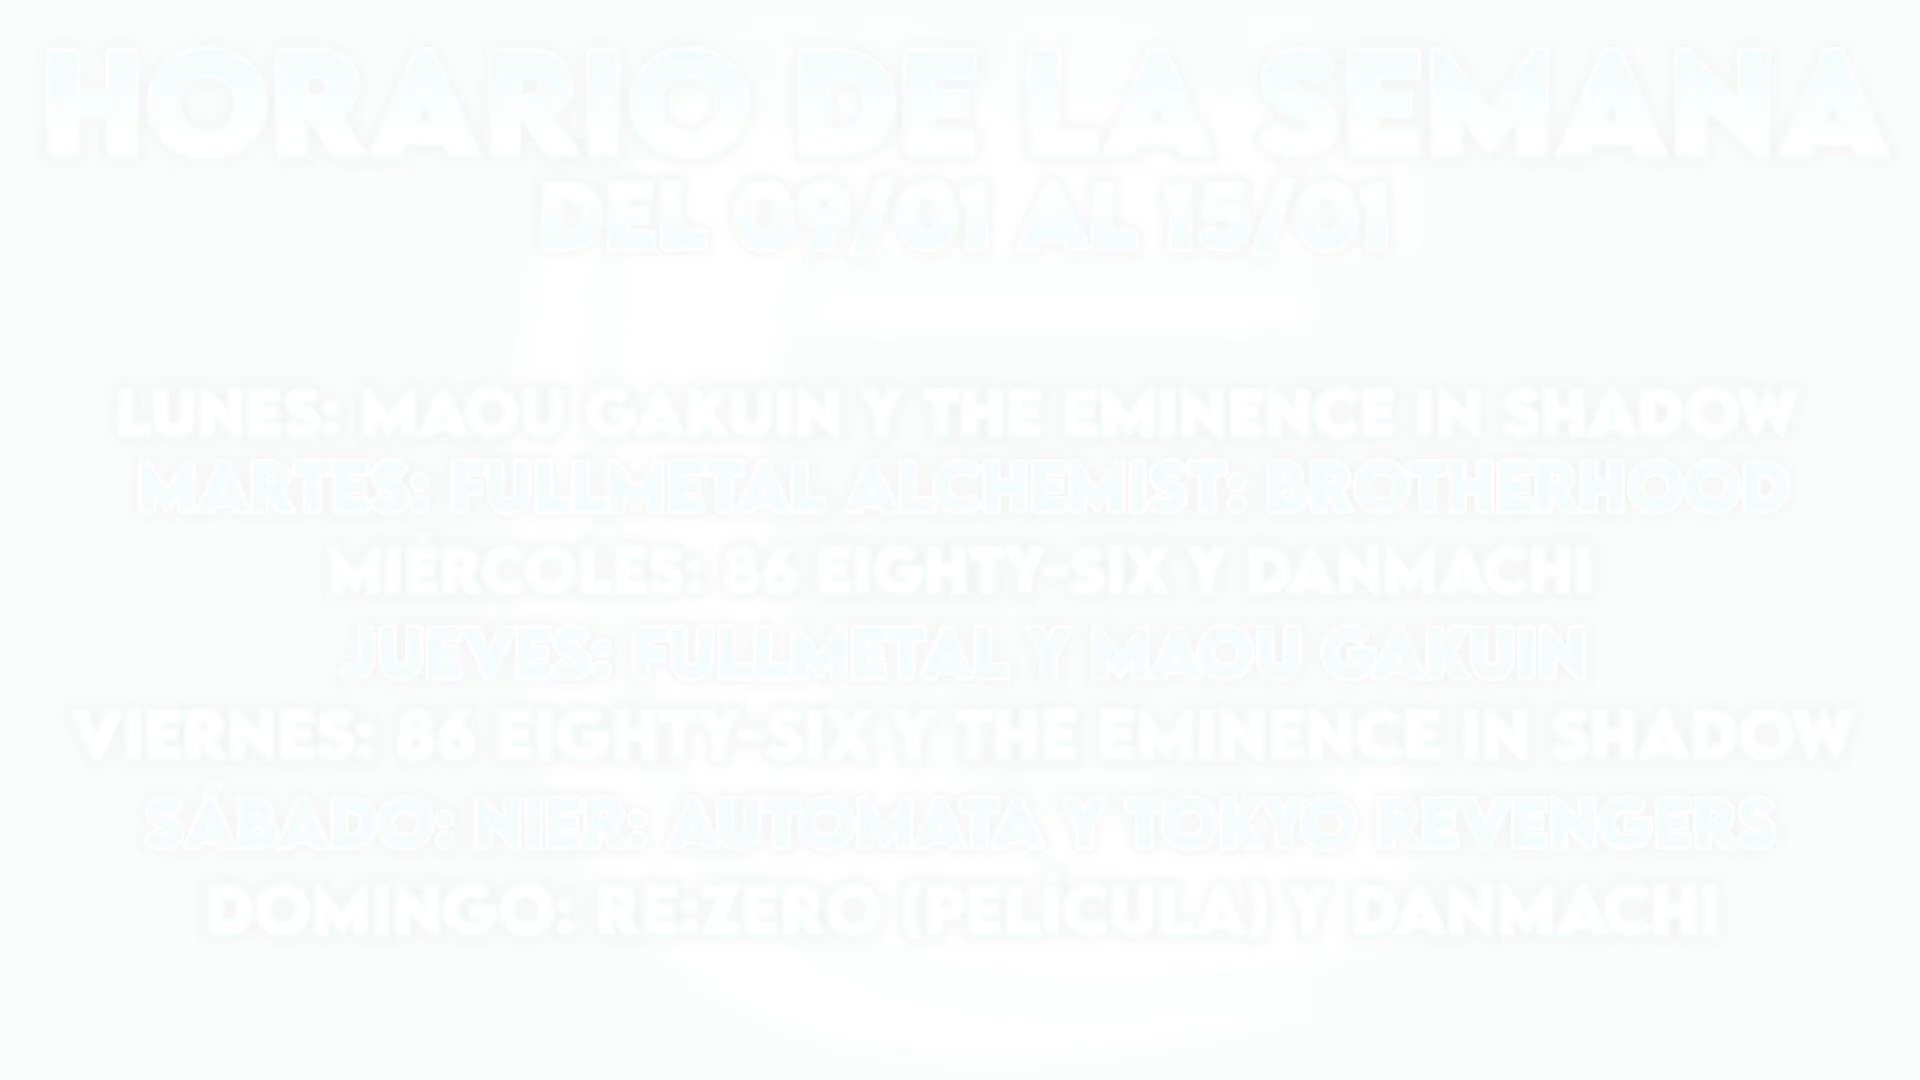 HORARIO DE LA SEMANA
DEL 09/01 AL 15/01
LUNES: MAOU GAKUIN Y THE EMINENCE IN SHADOW
MARTES: FULLMETAL ALCHEMIST: BROTHERHOOD
MIÉRCOLES: 86 EIGHTY-SIX Y DANMACHI
JUEVES: FULLMETAL Y MAOU GAKUIN
VIERNES: 86 EIGHTY-SIX Y THE EMINENCE IN SHADOW
SÁBADO: NIER: AUTOMATA Y TOKYO REVENGERS
DOMINGO: RE:ZERO (PELÍCULA) Y DANMACHI